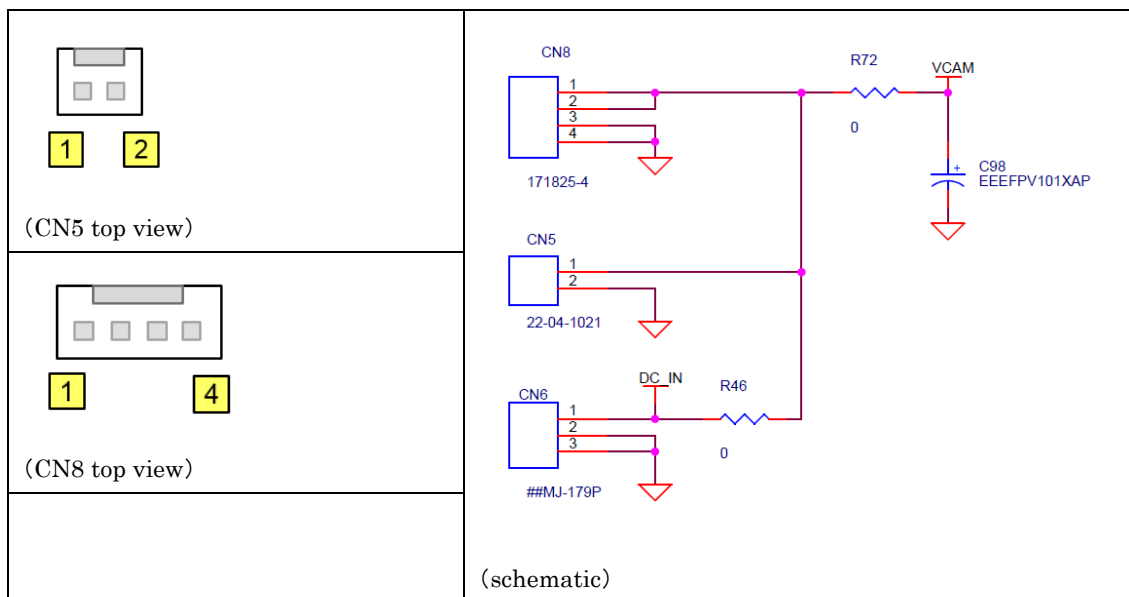 1 2
（CN5 top view）
1 4
（CN8 top view）
CN8
1
2
3
4
171825-4
R72
0
VCAM
+
C98
EEEFPV101XAP
CN5
1
2
22-04-1021
CN6
1
2
3
##MJ-179P
DC_IN
R46
0
（schematic）